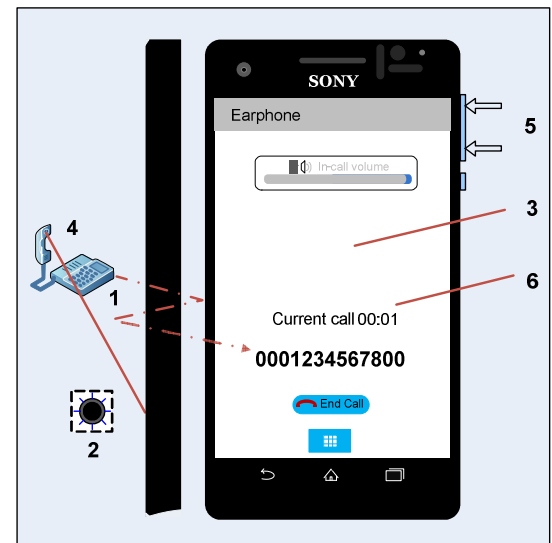 SONY
Earphone
In-call volume
5
3
4
6
1
Current call 00:01
0001234567800
End Call
2